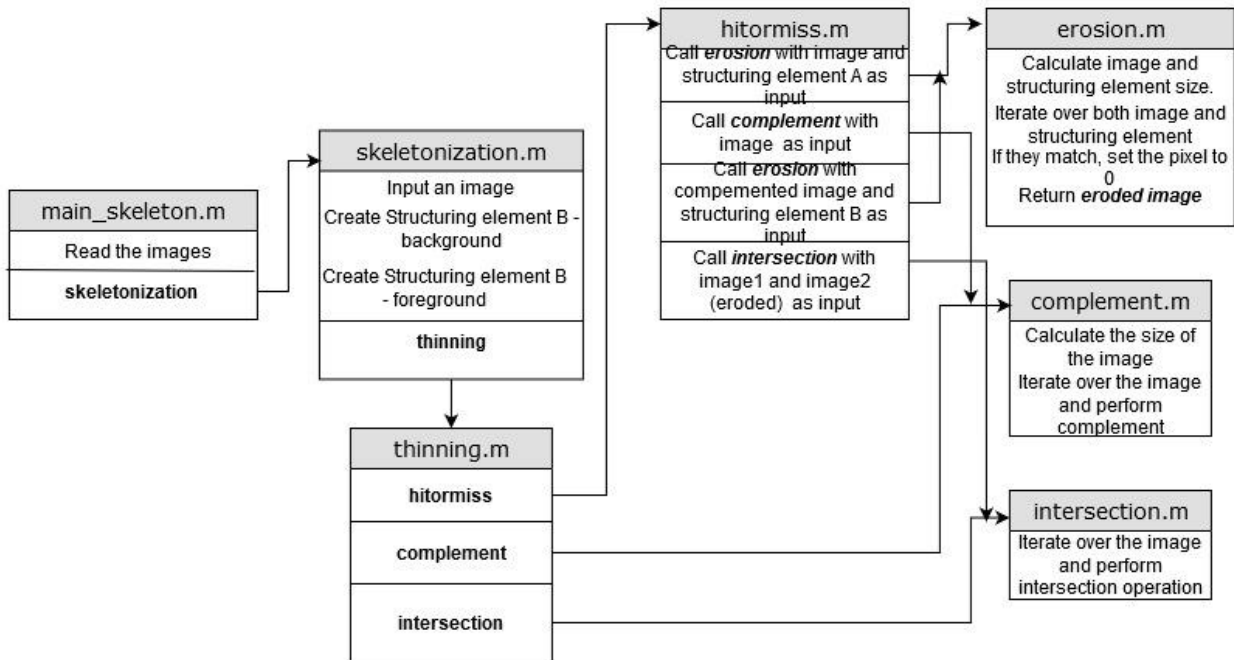 main_skeleton.m
Read the images
skeletonization
skeletonization.m
Input an image
Create Structuring element B -
background
Create Structuring element B
- foreground
thinning
thinning.m
hitormiss
complement
intersection
hitormiss.m
Call erosion with image and
structuring element A as
input
Call complement with
image as input
Call erosion with
compemented image and
structuring element B as
input
Call intersection with
image1 and image2
(eroded) as input
erosion.m
Calculate image and
structuring element size.
Iterate over both image and
structuring element
If they match, set the pixel to
0
Return eroded image
complement.m
Calculate the size of
the image
Iterate over the image
and perform
complement
intersection.m
Iterate over the image
and perform
intersection operation